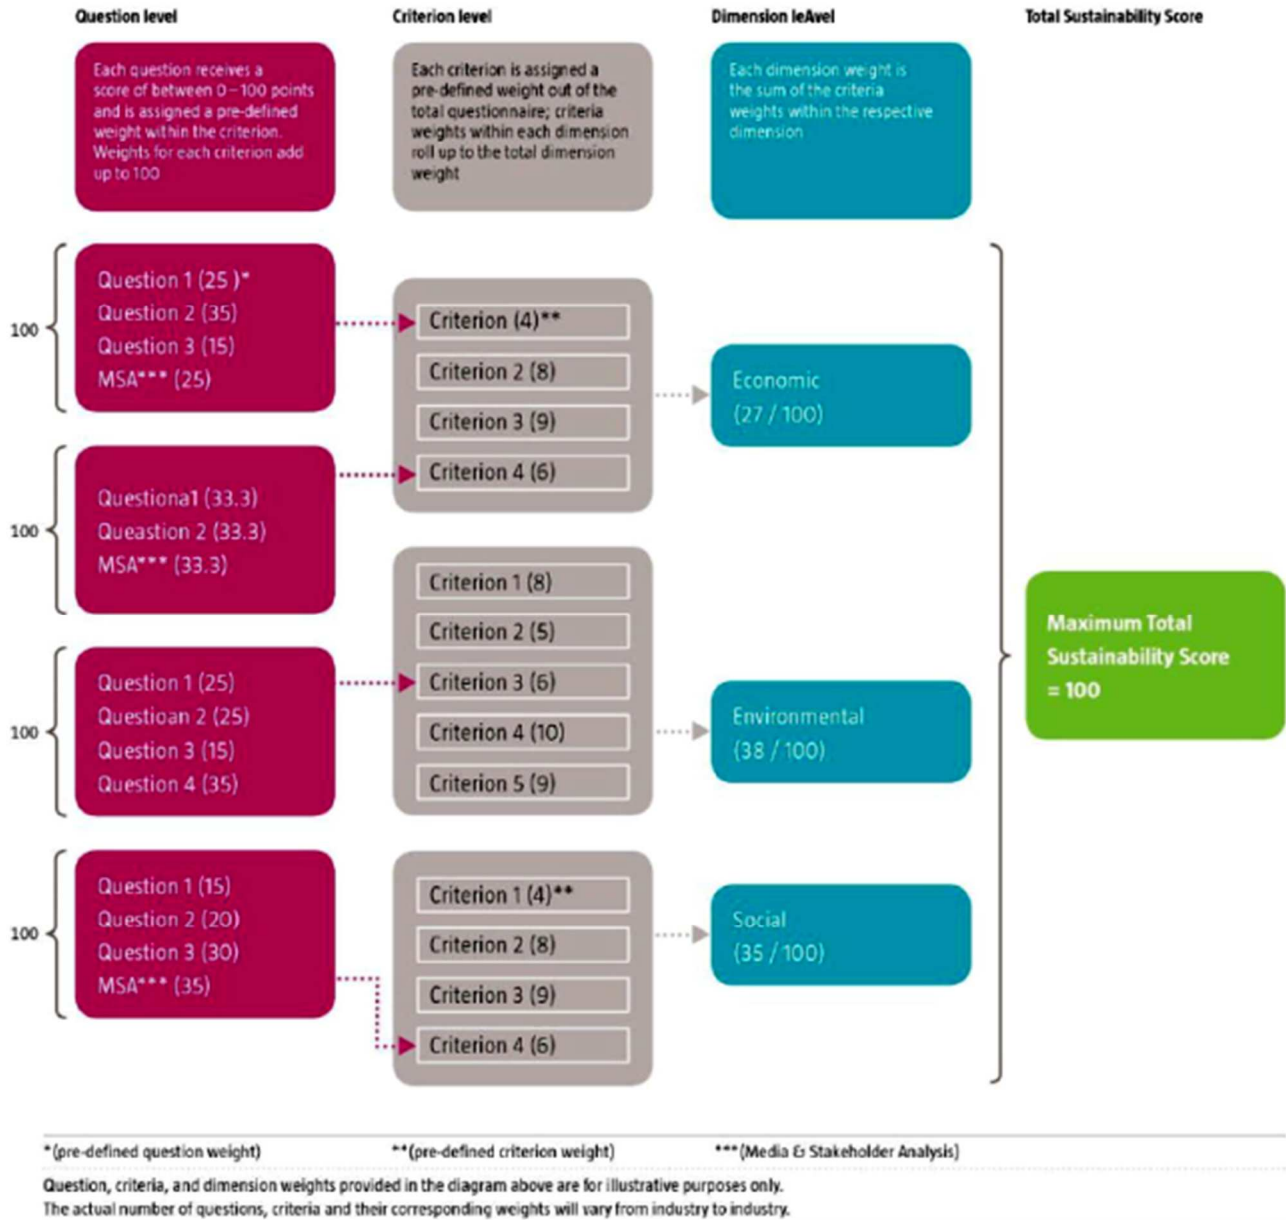 Question level
Criterion level
Dimension leAvel
Total Sustainability Score
Each question receives a
score of between 0–100 points
and is assigned a pre-defined
weight within the criterion.
Weights for each criterion add
up to 100
Each criterion is assigned a
pre-defined weight out of the
total questionnaire; criteria
weights within each dimension
roll up to the total dimension
weight
Each dimension weight is
the sum of the criteria
weights within the respective
dimension
100
Question 1 (25 )*
Question 2 (35)
Question 3 (15)
MSA*** (25)
100
Questiona1 (33.3)
Queastion 2 (33.3)
MSA*** (33.3)
100
Question 1 (25)
Questioan 2 (25)
Question 3 (15)
Question 4 (35)
100
Question 1 (15)
Question 2 (20)
Question 3 (30)
MSA*** (35)
Criterion (4)**
Criterion 2 (8)
Criterion 3 (9)
Criterion 4 (6)
Criterion 1 (8)
Criterion 2 (5)
Criterion 3 (6)
Criterion 4 (10)
Criterion 5 (9)
Criterion 1 (4)**
Criterion 2 (8)
Criterion 3 (9)
Criterion 4 (6)
Economic
(27 / 100)
Environmental
(38 / 100)
Social
(35 / 100)
Maximum Total
Sustainability Score
= 100
*(pre-defined question weight)
**(pre-defined criterion weight)
***(Media & Stakeholder Analysis)
Question, criteria, and dimension weights provided in the diagram above are for illustrative purposes only.
The actual number of questions, criteria and their corresponding weights will vary from industry to industry.